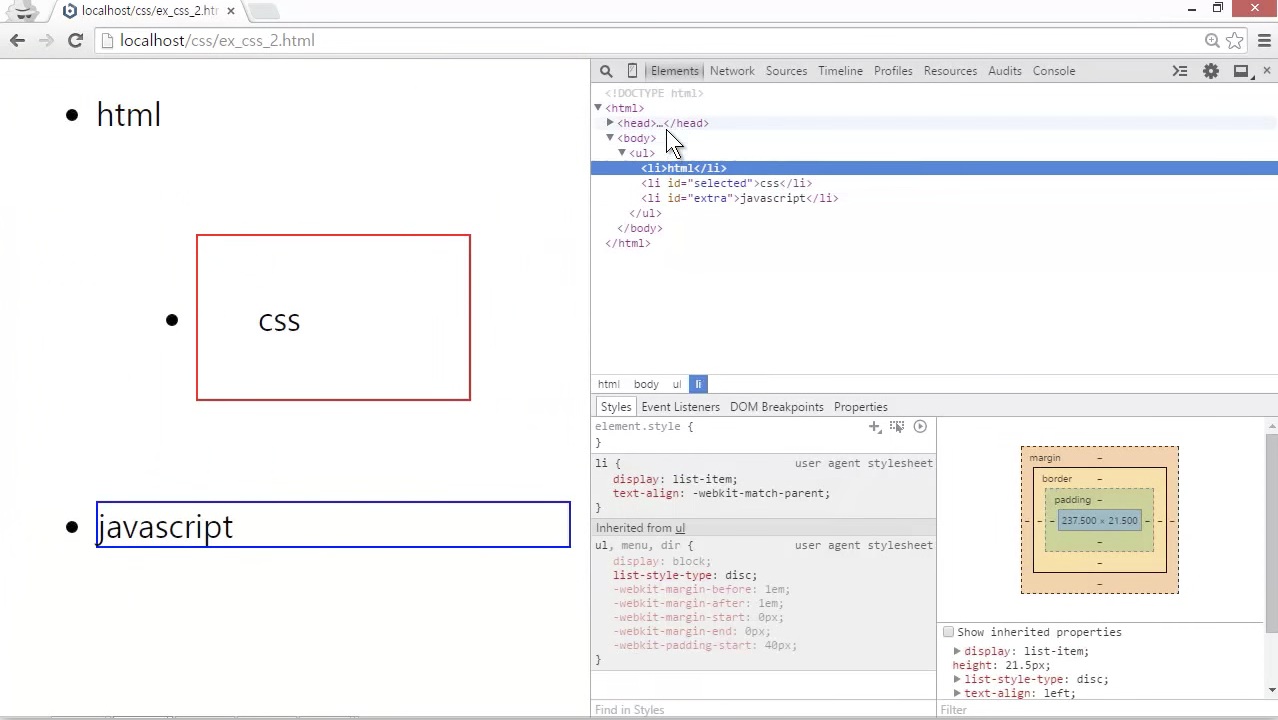 localhost/css/ex_css_2.htm
localhost/css/ex_css_2.html
html
css
javascript
Elements Network Sources Timeline Profiles Resources Audits Console
<!DOCTYPE html>
<html>
<head>…</head>
<body>
<ul>
<li>html</li>
<li id="selected">css</li>
<li id="extra">javascript</li>
</ul>
</body>
</html>
html body ul li
Styles Event Listeners DOM Breakpoints Properties
element.style {
}
li { user agent stylesheet
display: list-item;
text-align: -webkit-match-parent;
}
Inherited from ul
ul, menu, dir { user agent stylesheet
display: block;
list-style-type: disc;
-webkit-margin-before: 1em;
-webkit-margin-after: 1em;
-webkit-margin-start: 0px;
-webkit-margin-end: 0px;
-webkit-padding-start: 40px;
}
Find in Styles
margin –
border –
padding –
– – – 237.500 × 21.500 – – –
–
–
–
Show inherited properties
display: list-item;
height: 21.5px;
list-style-type: disc;
text-align: left;
Filter